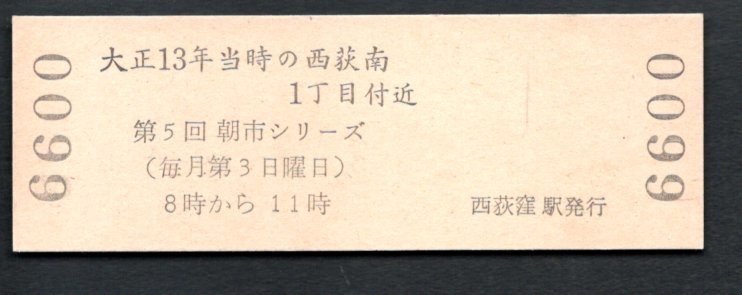 大正13年当時の西荻南
1丁目付近
第5回 朝市シリーズ
（毎月第3日曜日）
8時から 11時
西荻窪駅発行
6600
6600